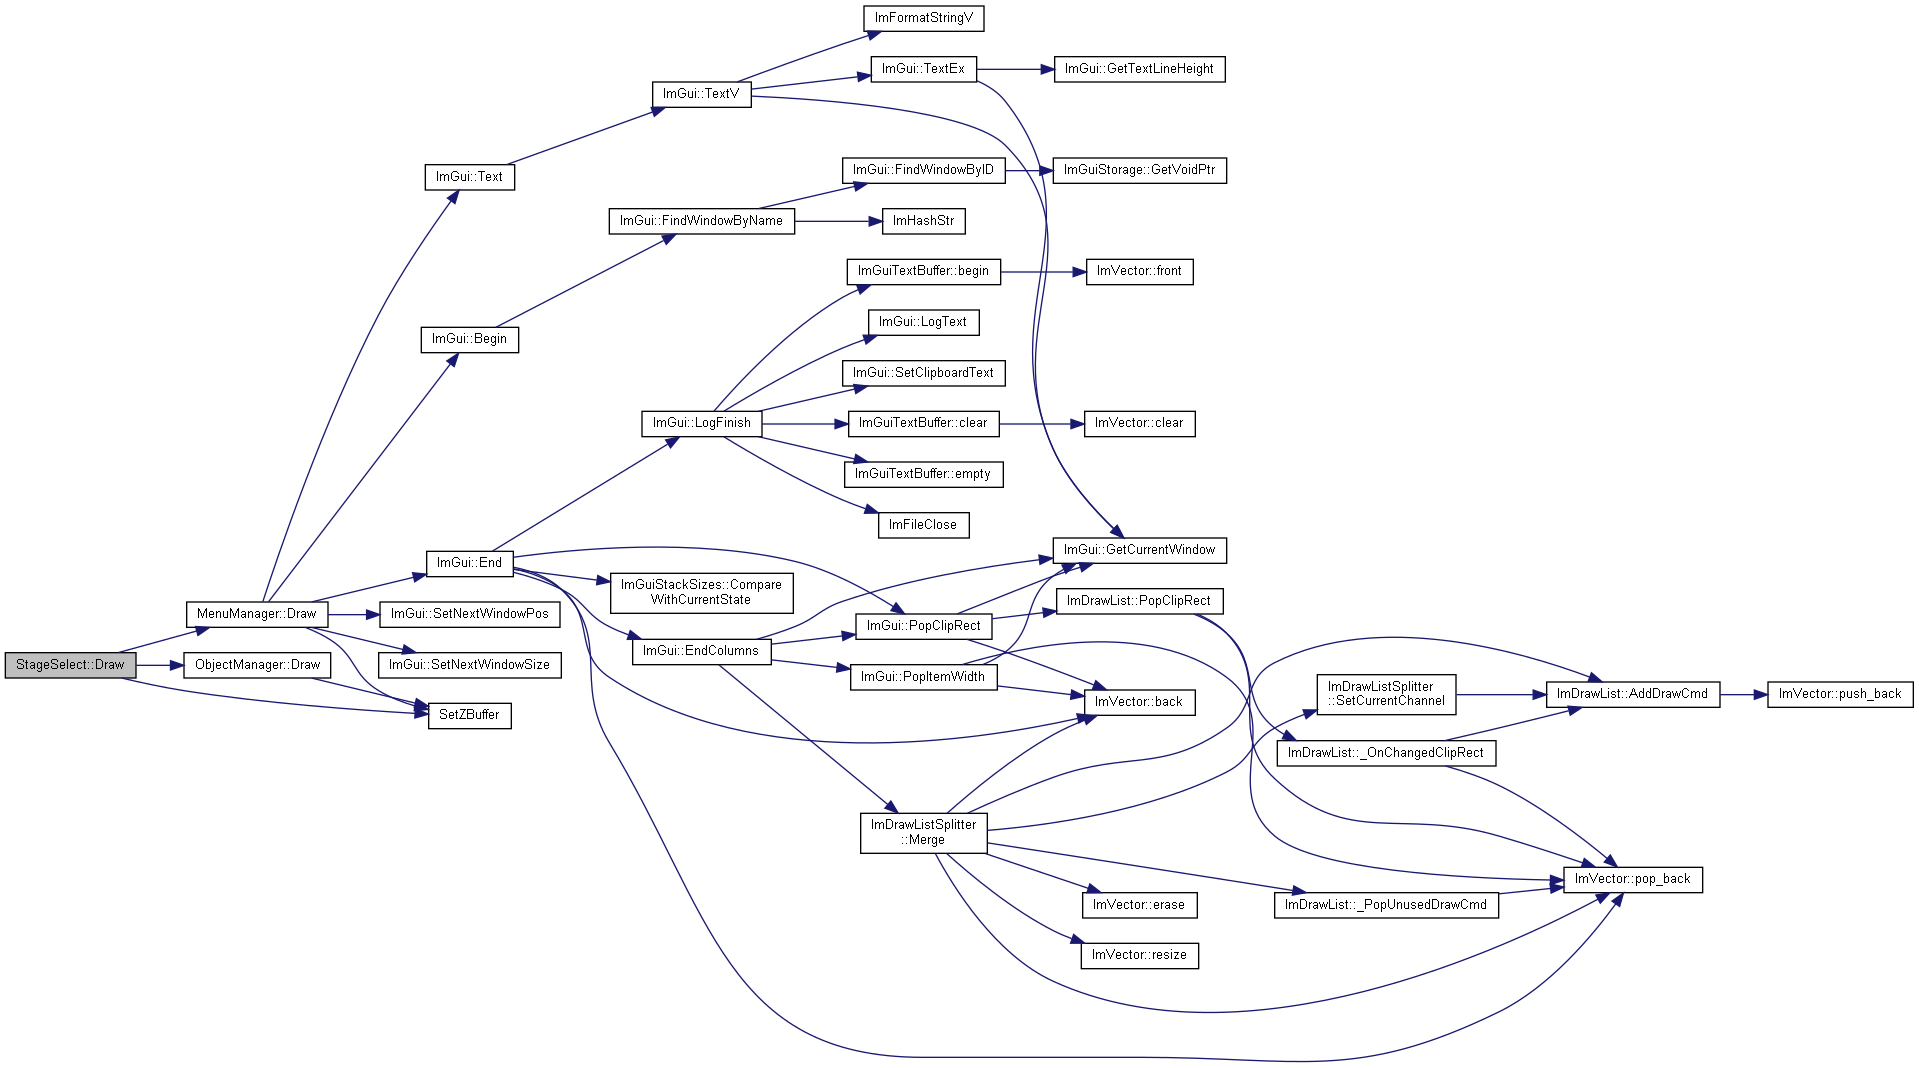 StageSelect::Draw
MenuManager::Draw
ObjectManager::Draw
ImGui::Text
ImGui::Begin
ImGui::End
ImGui::SetNextWindowPos
ImGui::SetNextWindowSize
SetZBuffer
ImGui::TextV
ImGui::FindWindowByName
ImGui::LogFinish
ImGuiStackSizes::Compare
WithCurrentState
ImGui::EndColumns
ImFormatStringV
ImGui::TextEx
ImGui::FindWindowByID
ImHashStr
ImGuiTextBuffer::begin
ImGui::LogText
ImGui::SetClipboardText
ImGuiTextBuffer::clear
ImGuiTextBuffer::empty
ImFileClose
ImGui::PopClipRect
ImGui::PopItemWidth
ImDrawListSplitter
::Merge
ImGui::GetTextLineHeight
ImGuiStorage::GetVoidPtr
ImVector::front
ImVector::clear
ImGui::GetCurrentWindow
ImDrawList::PopClipRect
ImVector::back
ImVector::erase
ImVector::resize
ImDrawListSplitter
::SetCurrentChannel
ImDrawList::_OnChangedClipRect
ImDrawList::_PopUnusedDrawCmd
ImDrawList::AddDrawCmd
ImVector::pop_back
ImVector::push_back